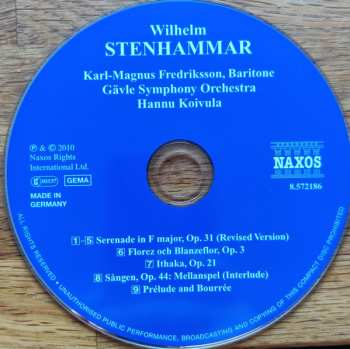 Wilhelm
STENHAMMAR
Karl-Magnus Fredriksson, Baritone
Gävle Symphony Orchestra
Hannu Koivula
℗ & © 2010
Naxos Rights
International Ltd.
GEMA
MADE IN
GERMANY
NAXOS
8.572186
1-5 Serenade in F major, Op. 31 (Revised Version)
6 Florez och Blanzeflor, Op. 3
7 Ithaka, Op. 21
8 Sången, Op. 44: Mellanspel (Interlude)
9 Prélude and Bourrée
ALL RIGHTS RESERVED • UNAUTHORISED PUBLIC PERFORMANCE, BROADCASTING AND COPYING OF THIS COMPACT DISC PROHIBITED